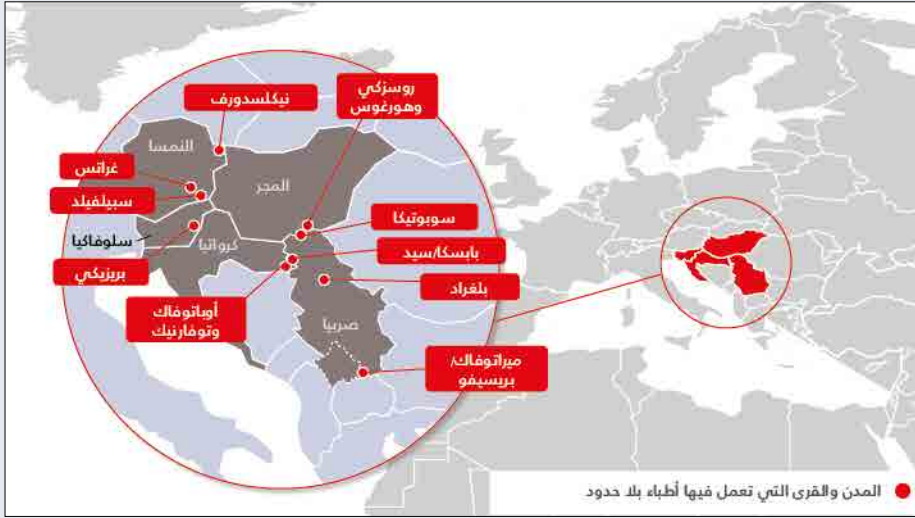 روسزكي
وهورغوس
نيكلسدورف
النمسا
غراتس
المجر
سبيلفيلد
سوبوتيكا
سلوفاكيا
كرواتيا
بابسكا/سيد
بريزيكي
بلغراد
أوباتوفاك
وتوفارنيك
صربيا
ميراتوفاك/
بريسيفو
المدن والقرى التي تعمل فيها أطباء بلا حدود